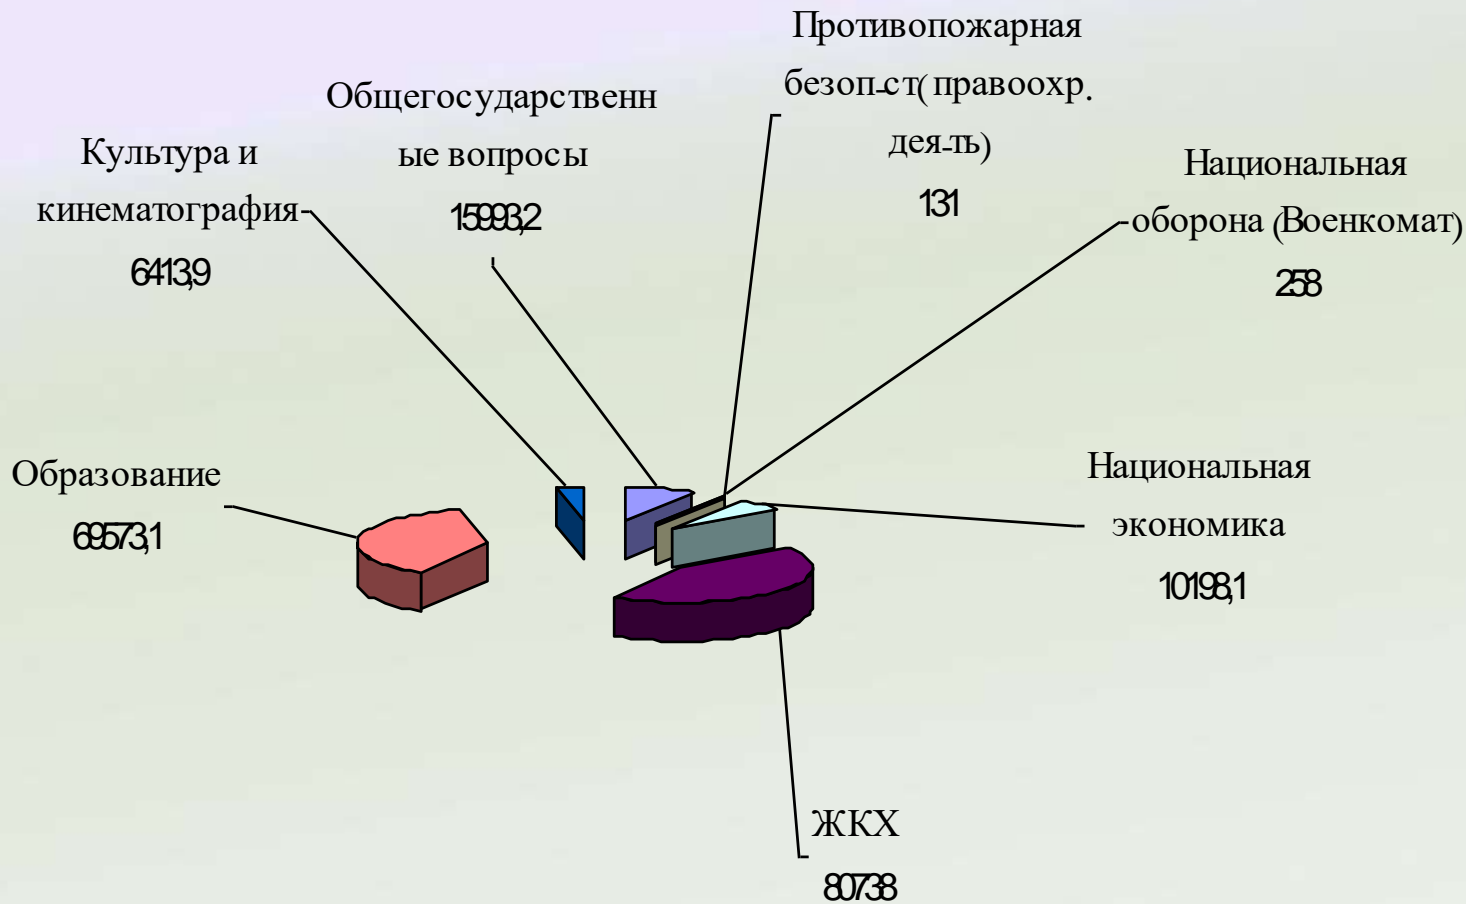 Противопожарная
безоп-ст( правоохр.
дея-ть)
131
Общегосударственн
ые вопросы
15993,2
Культура и
кинематография
6413,9
Национальная
оборона (Военкомат)
258
Образование
69573,1
Национальная
экономика
10198,1
ЖКХ
80738